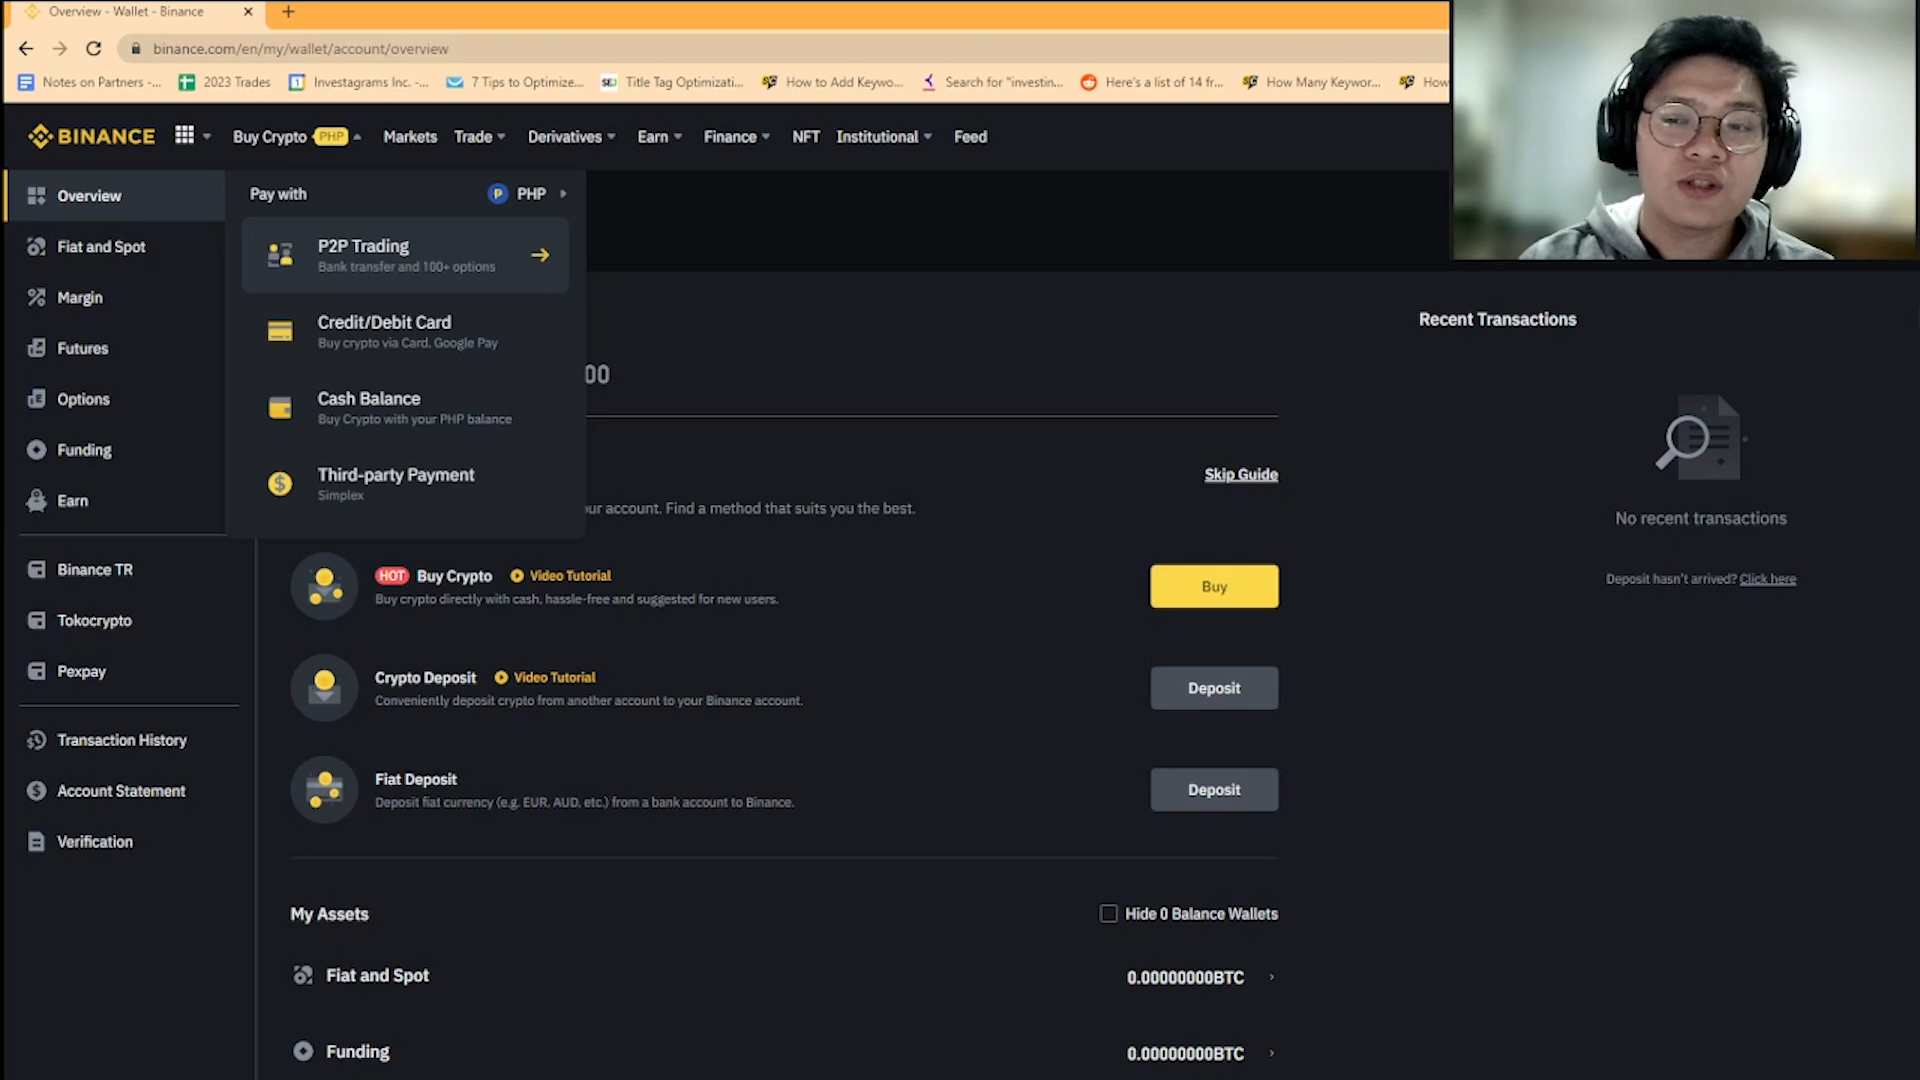 Overview - Wallet - Binance
binance.com/en/my/wallet/account/overview
Notes on Partners -...
2023 Trades
Investagrams Inc. -...
7 Tips to Optimize...
Title Tag Optimizati...
How to Add Keywo...
Search for "investin...
Here's a list of 14 fr...
How Many Keywor...
How
BINANCE
Buy Crypto PHP
Markets
Trade
Derivatives
Earn
Finance
NFT
Institutional
Feed
Overview
Fiat and Spot
Margin
Futures
Options
Funding
Earn
Binance TR
Tokocrypto
Pexpay
Transaction History
Account Statement
Verification
Pay with
PHP
P2P Trading
Bank transfer and 100+ options
Credit/Debit Card
Buy crypto via Card, Google Pay
Cash Balance
Buy Crypto with your PHP balance
Third-party Payment
Simplex
00
Skip Guide
ur account. Find a method that suits you the best.
HOT Buy Crypto Video Tutorial
Buy crypto directly with cash, hassle-free and suggested for new users.
Buy
Crypto Deposit Video Tutorial
Conveniently deposit crypto from another account to your Binance account.
Deposit
Fiat Deposit
Deposit fiat currency (e.g. EUR, AUD, etc.) from a bank account to Binance.
Deposit
My Assets
Hide 0 Balance Wallets
Fiat and Spot
0.00000000BTC
Funding
0.00000000BTC
Recent Transactions
No recent transactions
Deposit hasn't arrived? Click here